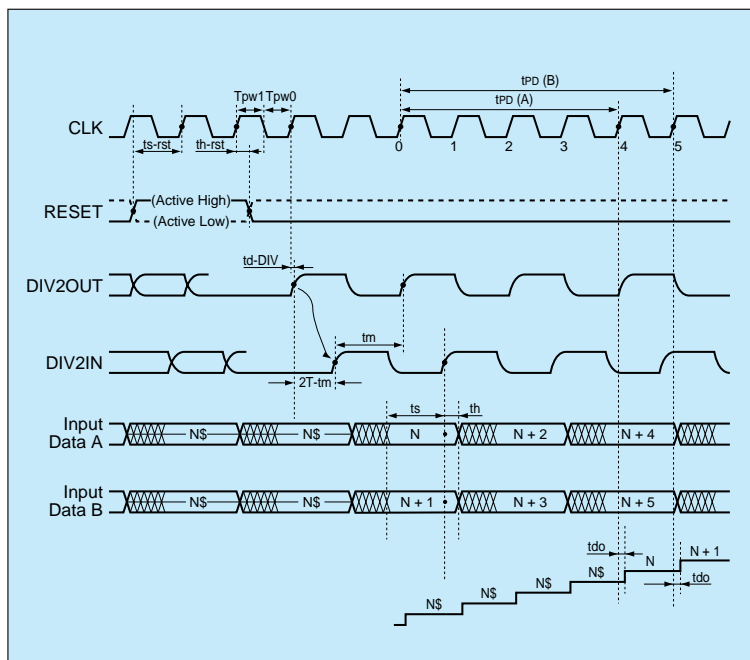 tPD (B)
Tpw1 Tpw0 tPD (A)
CLK
ts-rst th-rst 0 1 2 3 4 5
(Active High)
RESET
(Active Low)
td-DIV
DIV2OUT
tm
DIV2IN
2T-tm
ts th
Input
Data A N$ N$ N N + 2 N + 4
Input
Data B N$ N$ N + 1 N + 3 N + 5
tdo N N + 1
N$ N$ N$ N$ tdo